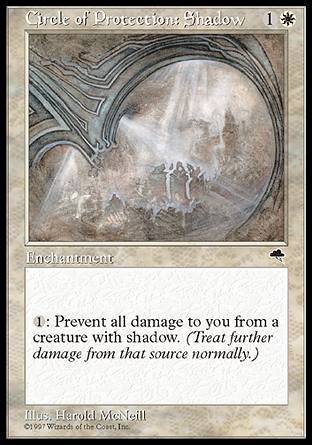 Circle of Protection: Shadow 1
Enchantment
1: Prevent all damage to you from a
creature with shadow. (Treat further
damage from that source normally.)
Illus. Harold McNeill
©1997 Wizards of the Coast, Inc.